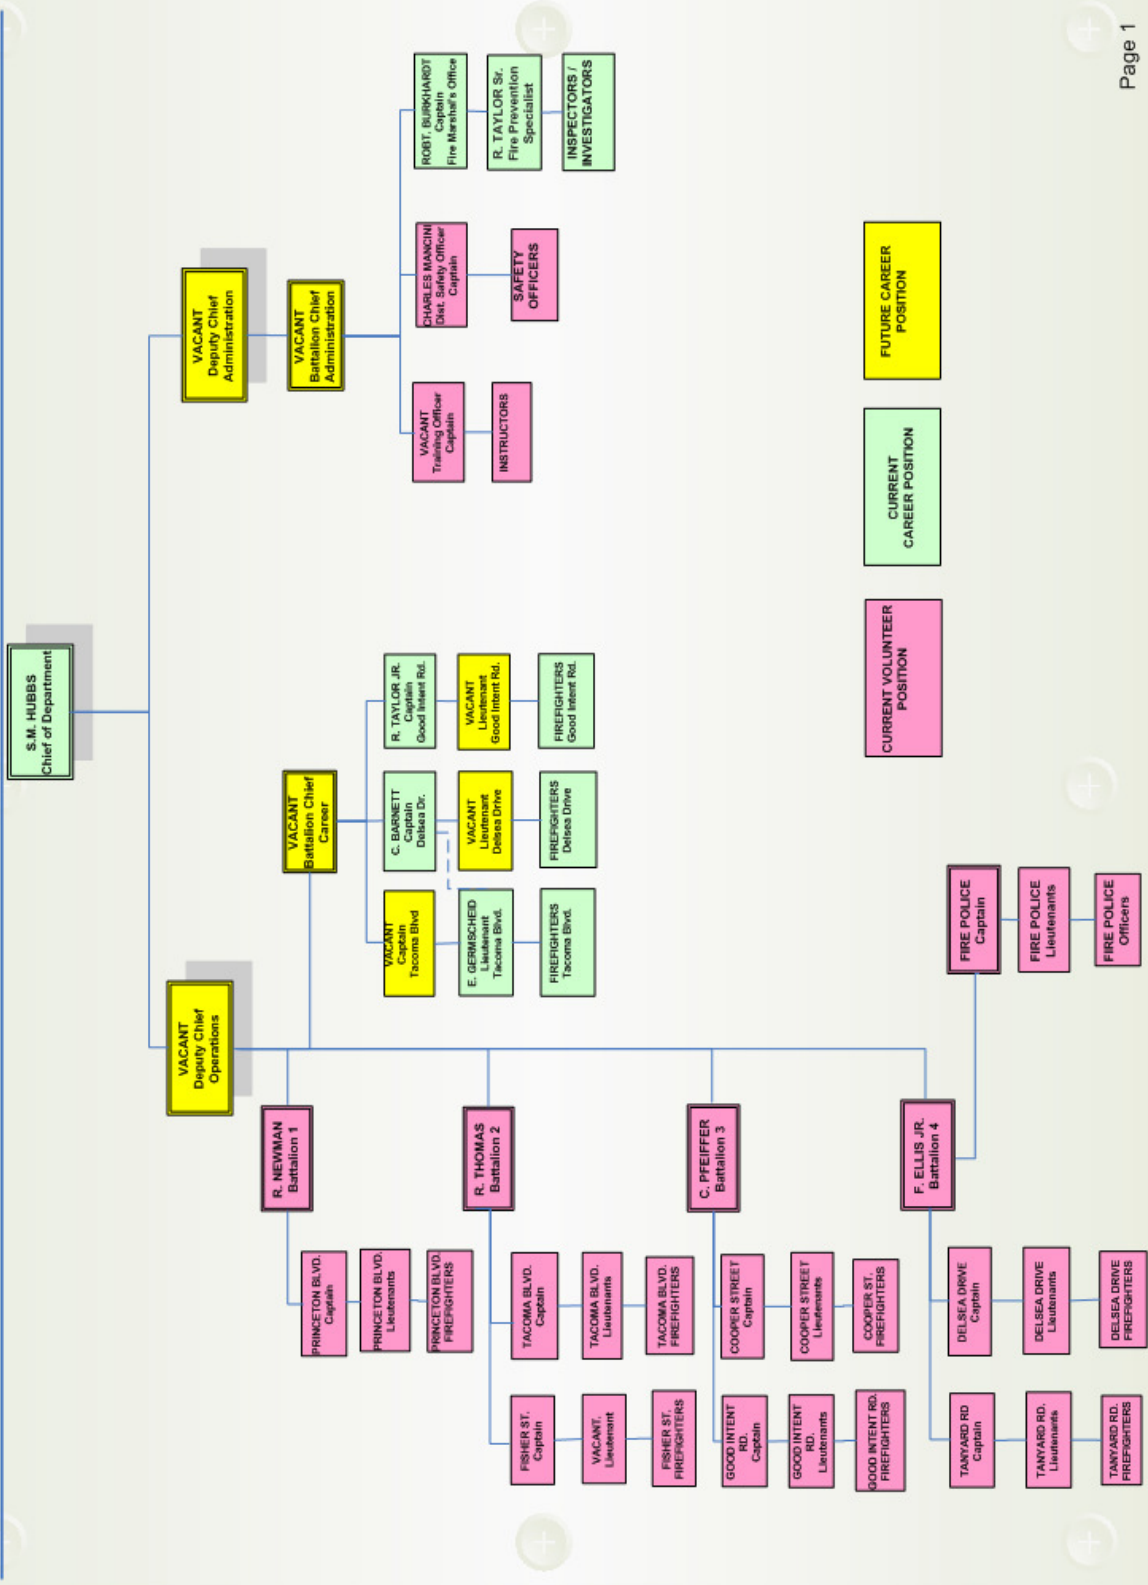 S.M. HUBBS
Chief of Department
VACANT
Deputy Chief
Operations
VACANT
Deputy Chief
Administration
R. NEWMAN
Battalion 1
VACANT
Battalion Chief
Career
VACANT
Battalion Chief
Administration
PRINCETON BLVD.
Captain
PRINCETON BLVD.
Lieutenants
PRINCETON BLVD.
FIREFIGHTERS
VACANT
Captain
Tacoma Blvd
C. BARNETT
Captain
Delsea Dr.
R. TAYLOR JR.
Captain
Good Intent Rd.
E. GERMSCHEID
Lieutenant
Tacoma Blvd.
VACANT
Lieutenant
Delsea Drive
VACANT
Lieutenant
Good Intent Rd.
FIREFIGHTERS
Tacoma Blvd.
FIREFIGHTERS
Delsea Drive
FIREFIGHTERS
Good Intent Rd.
VACANT
Training Officer
Captain
CHARLES MANCINI
Dist. Safety Officer
Captain
ROBT. BURKHARDT
Captain
Fire Marshal's Office
INSTRUCTORS
SAFETY
OFFICERS
R. TAYLOR Sr.
Fire Prevention
Specialist
INSPECTORS /
INVESTIGATORS
R. THOMAS
Battalion 2
FISHER ST.
Captain
TACOMA BLVD.
Captain
VACANT.
Lieutenant
TACOMA BLVD.
Lieutenants
FISHER ST.
FIREFIGHTERS
TACOMA BLVD.
FIREFIGHTERS
C. PFEIFFER
Battalion 3
GOOD INTENT
RD.
Captain
COOPER STREET
Captain
GOOD INTENT
RD.
Lieutenants
COOPER STREET
Lieutenants
GOOD INTENT RD.
FIREFIGHTERS
COOPER ST.
FIREFIGHTERS
F. ELLIS JR.
Battalion 4
TANYARD RD
Captain
DELSEA DRIVE
Captain
FIRE POLICE
Captain
TANYARD RD.
Lieutenants
DELSEA DRIVE
Lieutenants
FIRE POLICE
Lieutenants
TANYARD RD.
FIREFIGHTERS
DELSEA DRIVE
FIREFIGHTERS
FIRE POLICE
Officers
CURRENT VOLUNTEER
POSITION
CURRENT
CAREER POSITION
FUTURE CAREER
POSITION
Page 1